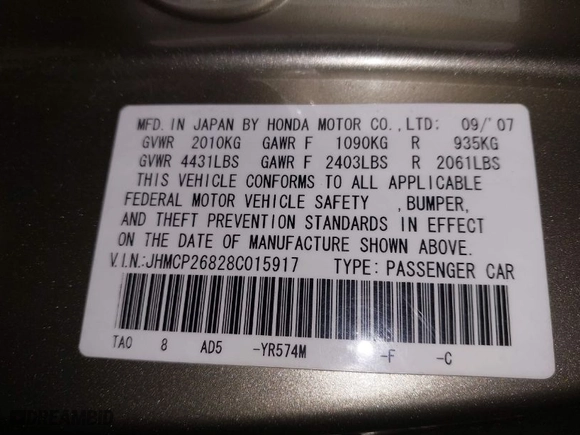 MFD. IN JAPAN BY HONDA MOTOR CO., LTD: 09/'07
GVWR 2010KG GAWR F 1090KG R 935KG
GVWR 4431LBS GAWR F 2403LBS R 2061LBS
THIS VEHICLE CONFORMS TO ALL APPLICABLE
FEDERAL MOTOR VEHICLE SAFETY , BUMPER,
AND THEFT PREVENTION STANDARDS IN EFFECT
ON THE DATE OF MANUFACTURE SHOWN ABOVE.
V.I.N.:JHMCP26828C015917 TYPE: PASSENGER CAR
TA0 8 AD5 -YR574M -F -C